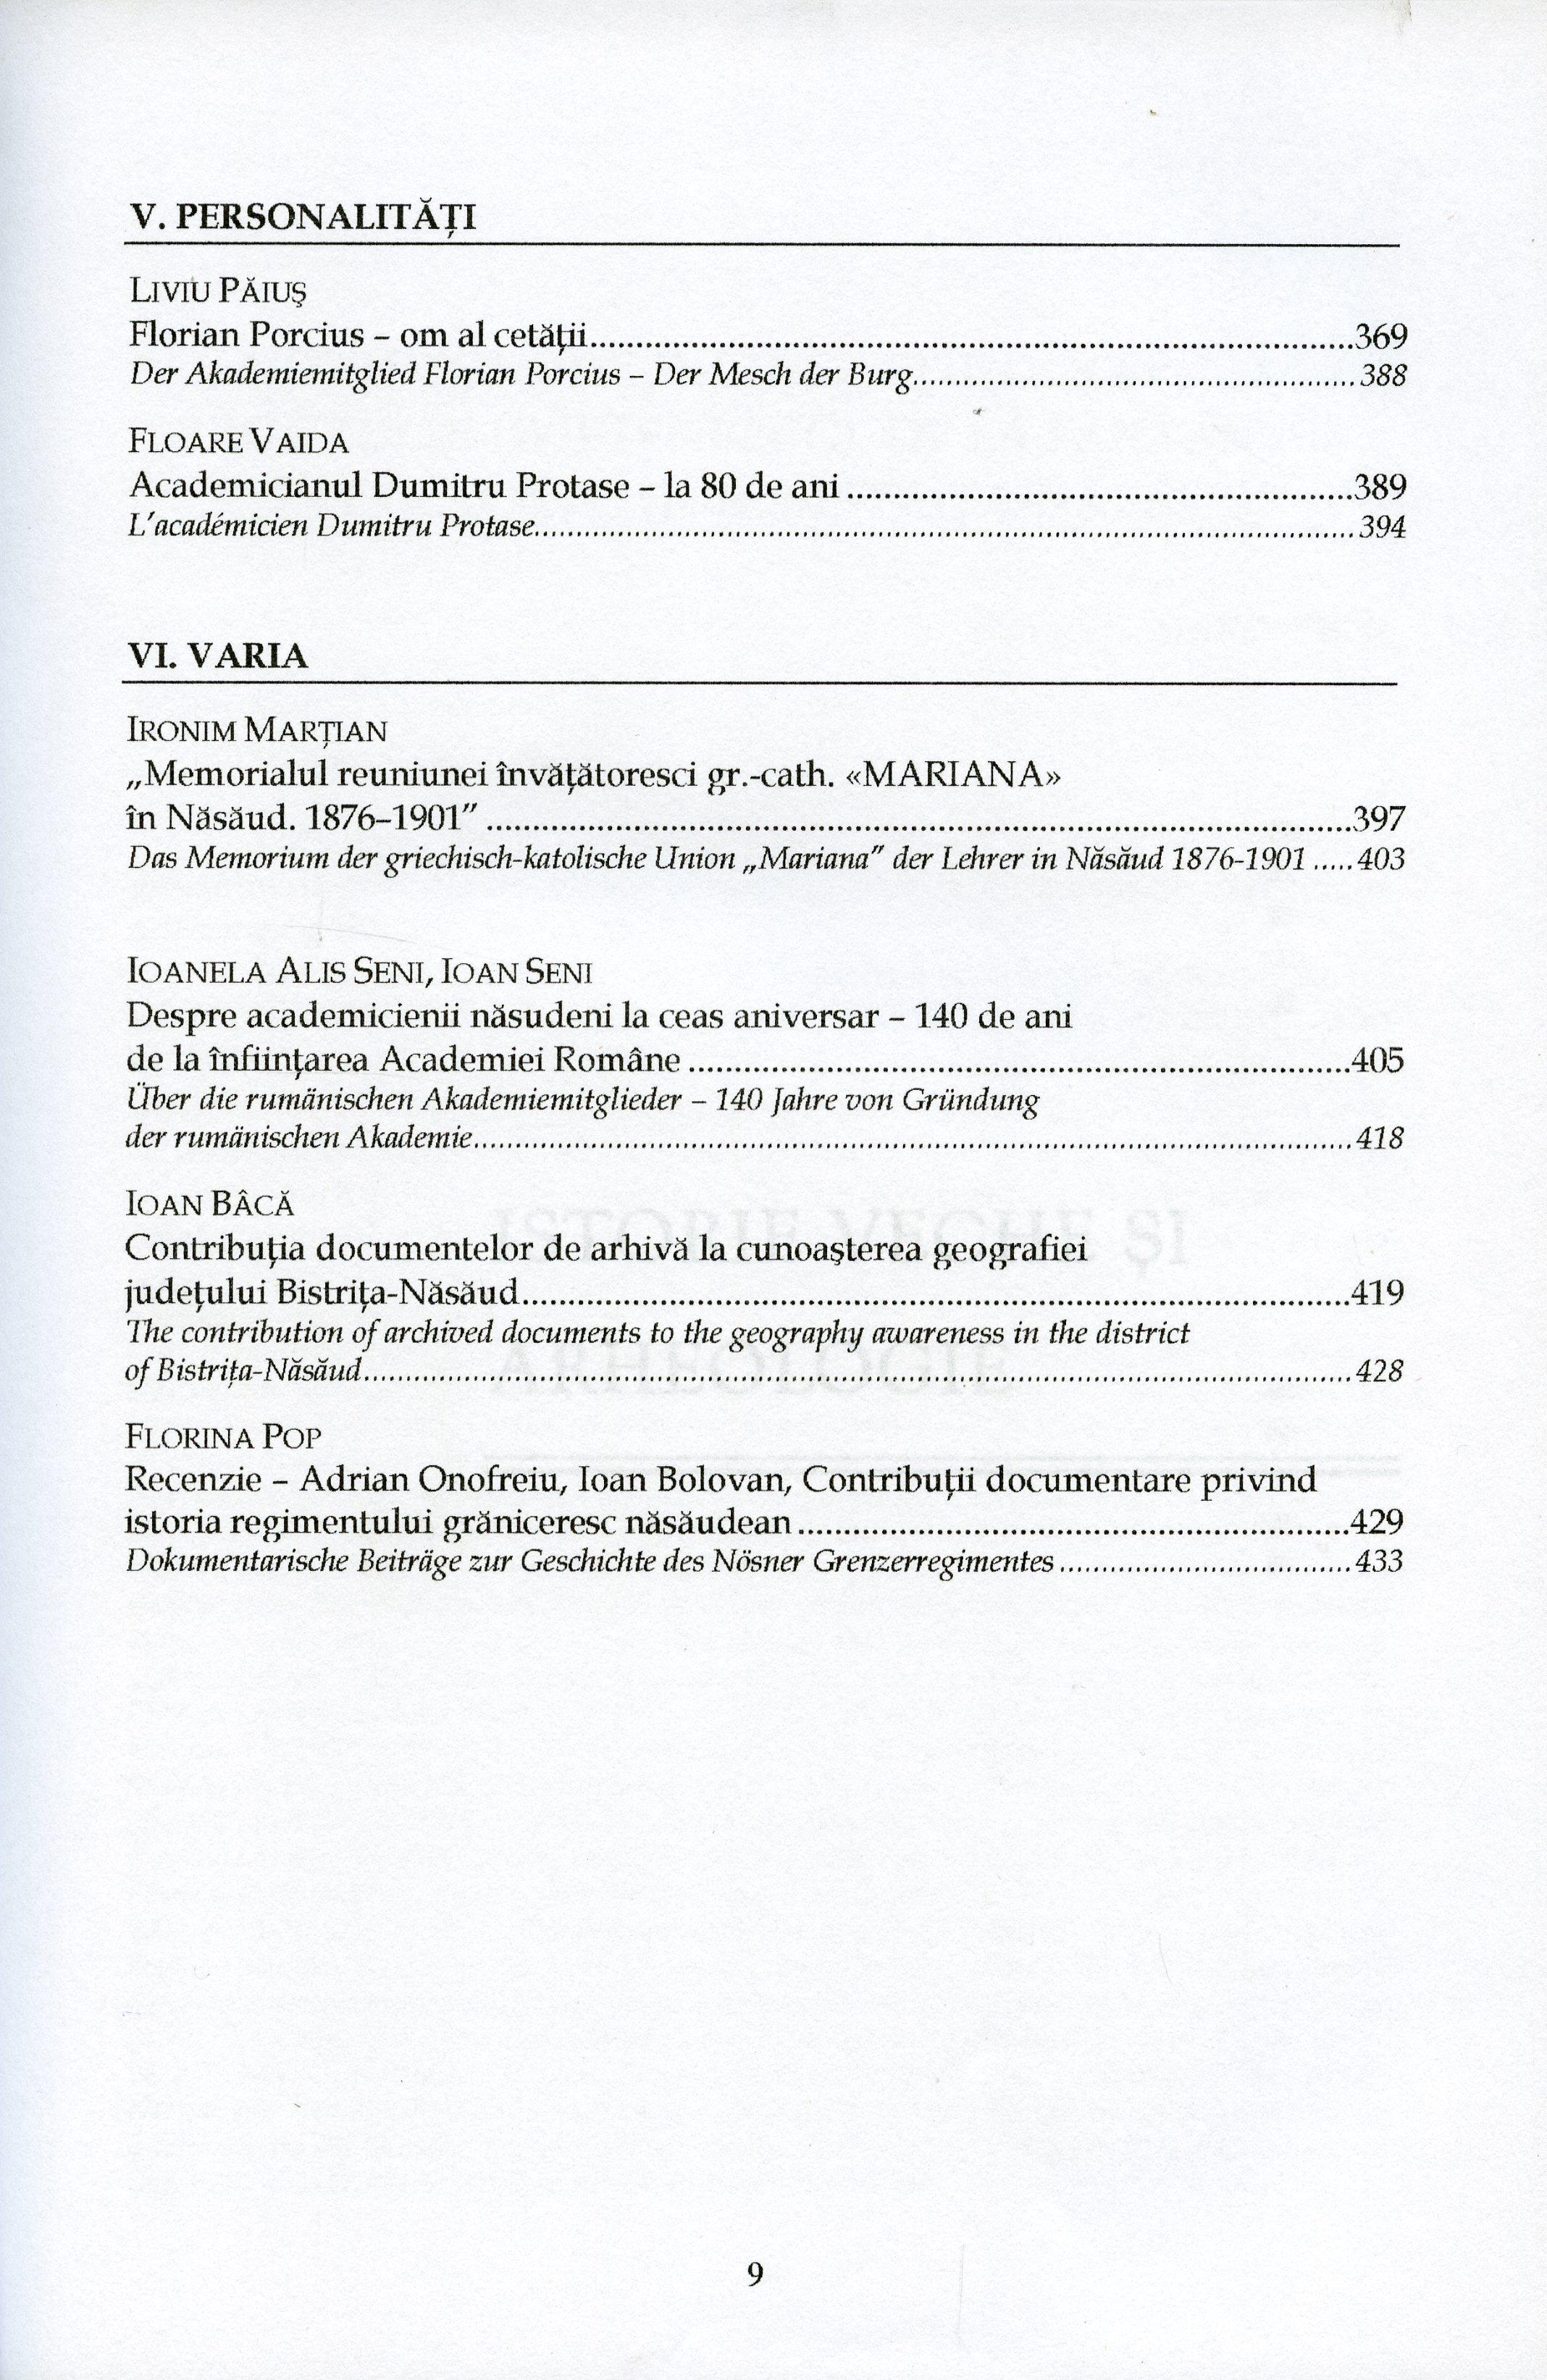 V. PERSONALITĂȚI
LIVIU PĂIUȘ
Florian Porcius – om al cetății....................369
Der Akademiemitglied Florian Porcius – Der Mesch der Burg....................388
FLOARE VAIDA
Academicianul Dumitru Protase – la 80 de ani....................389
L'académicien Dumitru Protase....................394
VI. VARIA
IRONIM MARȚIAN
„Memorialul reuniunei învățătoresci gr.-cath. «MARIANA»
în Năsăud. 1876–1901”....................397
Das Memorium der griechisch-katolische Union „Mariana” der Lehrer in Năsăud 1876-1901.....403
IOANELA ALIS SENI, IOAN SENI
Despre academicienii năsudeni la ceas aniversar – 140 de ani
de la înființarea Academiei Române....................405
Über die rumänischen Akademiemitglieder – 140 Jahre von Gründung
der rumänischen Akademie....................418
IOAN BÂCĂ
Contribuția documentelor de arhivă la cunoașterea geografiei
județului Bistrița-Năsăud....................419
The contribution of archived documents to the geography awareness in the district
of Bistrița-Năsăud....................428
FLORINA POP
Recenzie – Adrian Onofreiu, Ioan Bolovan, Contribuții documentare privind
istoria regimentului grăniceresc năsăudean....................429
Dokumentarische Beiträge zur Geschichte des Nösner Grenzerregimentes....................433
9